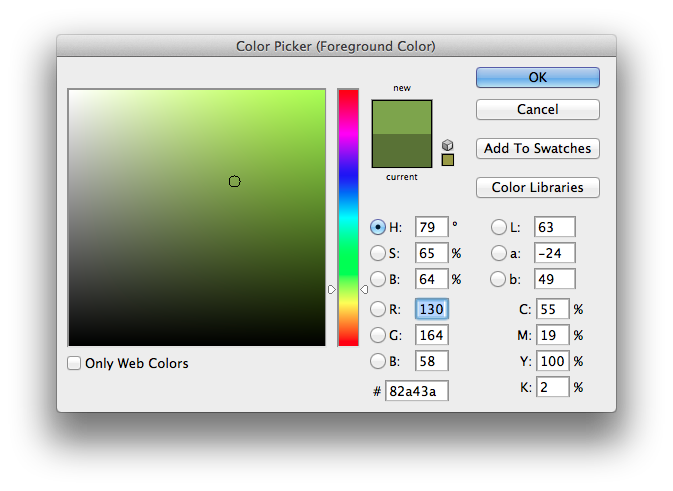 Color Picker (Foreground Color)
new
current
OK
Cancel
Add To Swatches
Color Libraries
H: 79 °
S: 65 %
B: 64 %
R: 130
G: 164
B: 58
# 82a43a
L: 63
a: -24
b: 49
C: 55 %
M: 19 %
Y: 100 %
K: 2 %
Only Web Colors